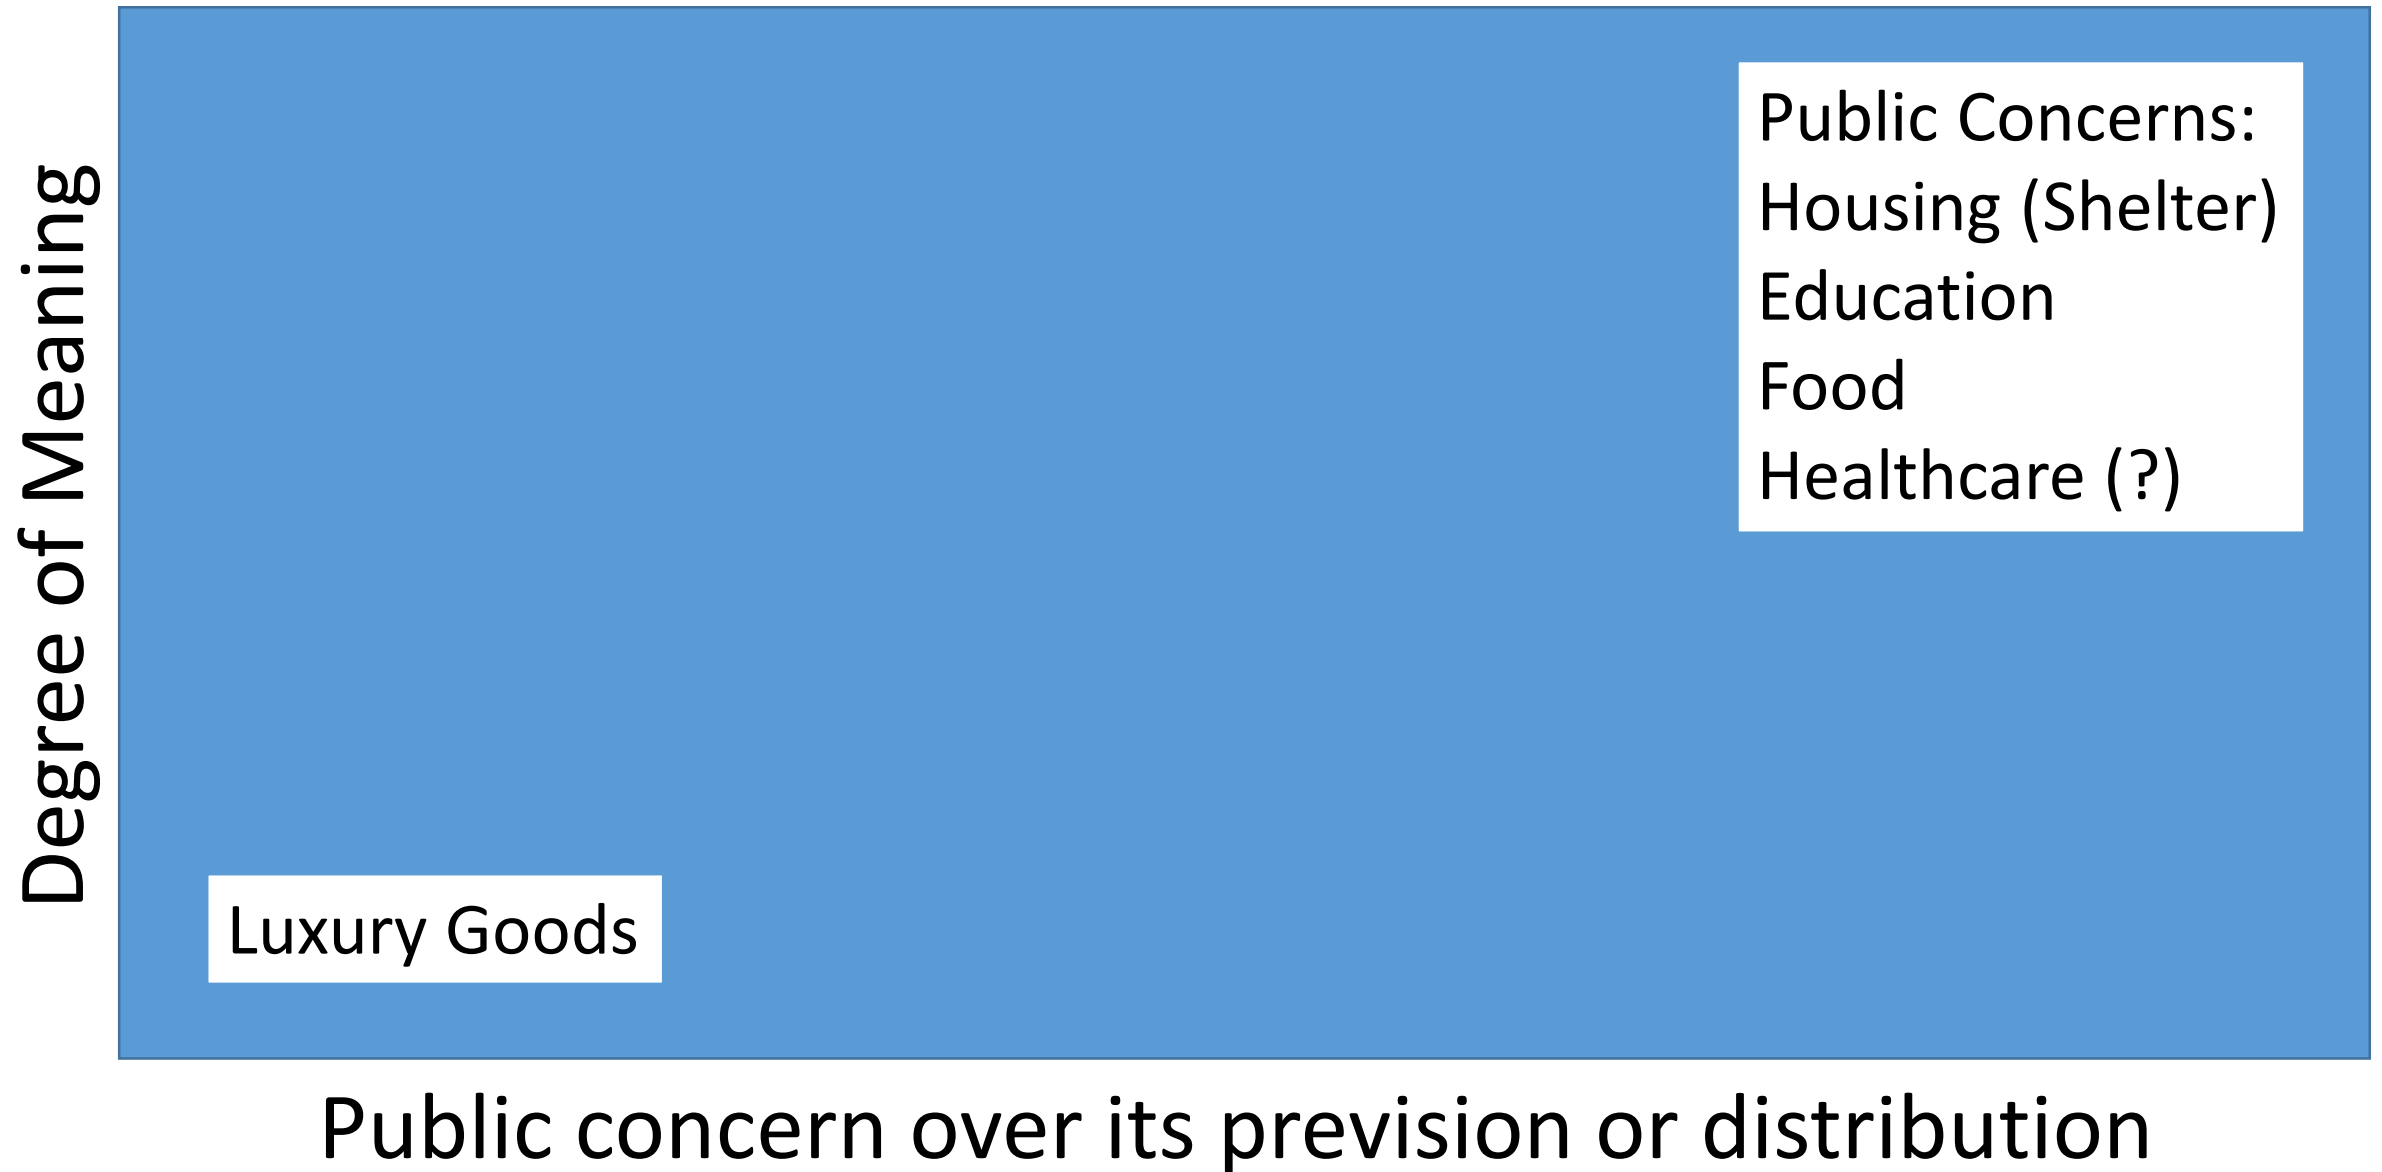 Degree of Meaning
Public Concerns:
Housing (Shelter)
Education
Food
Healthcare (?)
Luxury Goods
Public concern over its prevision or distribution